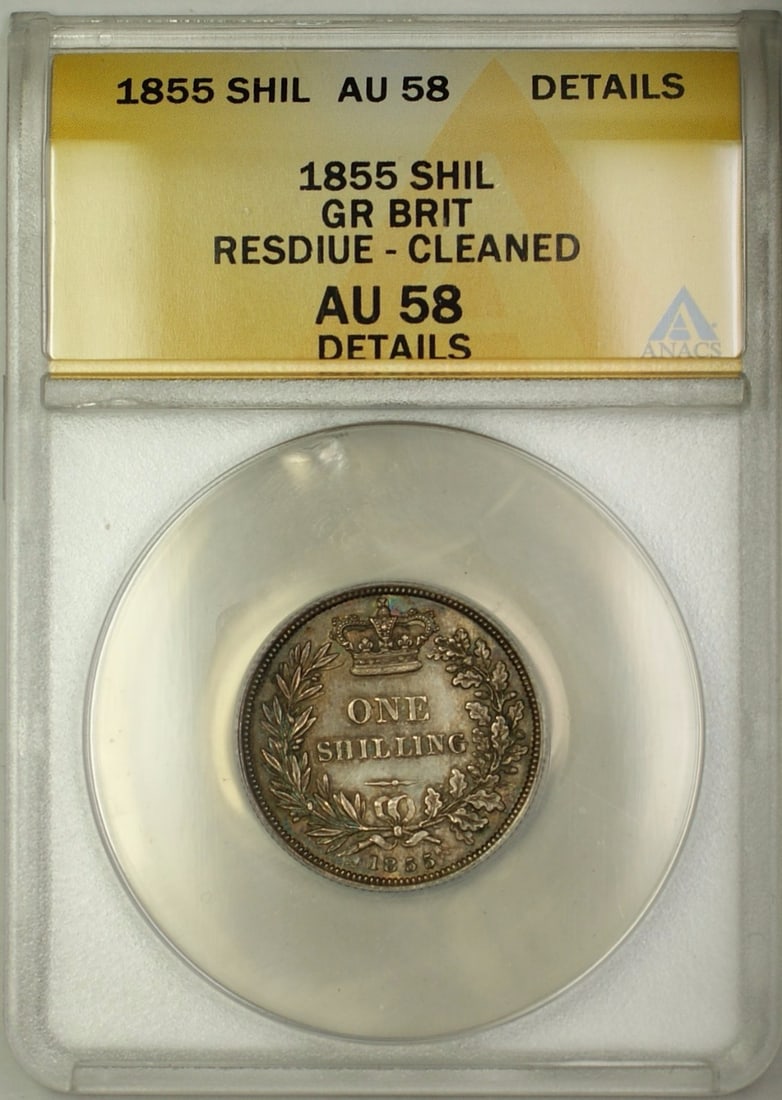 1855 SHIL AU 58 DETAILS
1855 SHIL
GR BRIT
RESDIUE - CLEANED
AU 58
DETAILS
ANACS
ONE
SHILLING
1855